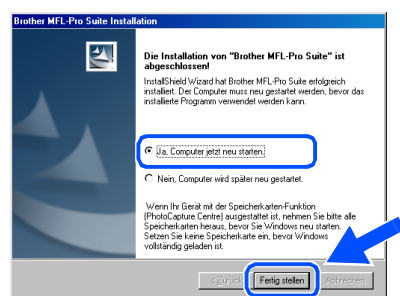 Brother MFL-Pro Suite Installation
Die Installation von "Brother MFL-Pro Suite" ist
abgeschlossen!
InstallShield Wizard hat Brother MFL-Pro Suite erfolgreich
installiert. Der Computer muss neu gestartet werden, bevor das
installierte Programm verwendet werden kann.
Ja, Computer jetzt neu starten.
Nein, Computer wird später neu gestartet.
Wenn Ihr Gerät mit der Speicherkarten-Funktion
(PhotoCapture Centre) ausgestattet ist, nehmen Sie bitte alle
Speicherkarten heraus, bevor Sie Windows neu starten.
Setzen Sie keine Speicherkarte ein, bevor Windows
vollständig geladen ist.
< Zurück Fertig stellen Abbrechen